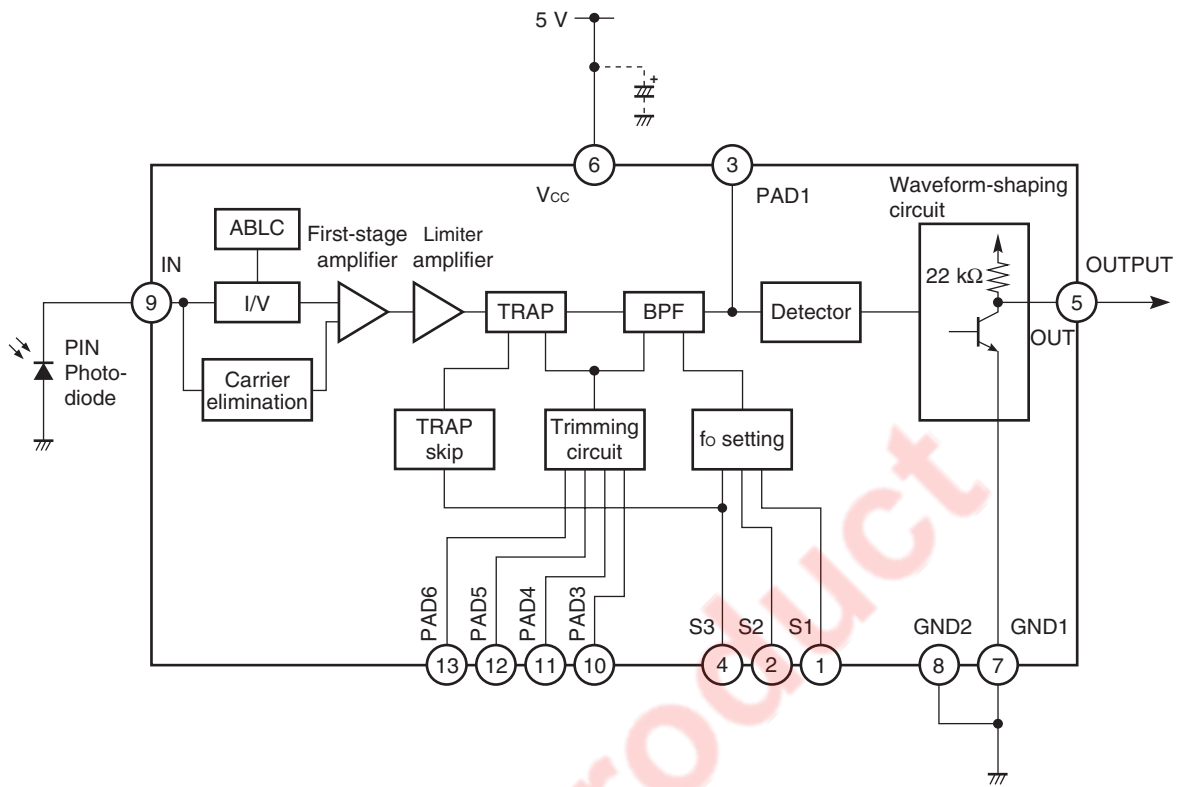 5 V
+
6
3
VCC
PAD1
Waveform-shaping
circuit
ABLC
First-stage
amplifier
Limiter
amplifier
IN
22 kΩ
OUTPUT
9
I/V
TRAP
BPF
Detector
5
OUT
PIN
Photo-
diode
Carrier
elimination
TRAP
skip
Trimming
circuit
fO setting
PAD6
PAD5
PAD4
PAD3
S3
S2
S1
GND2
GND1
13
12
11
10
4
2
1
8
7
roduct